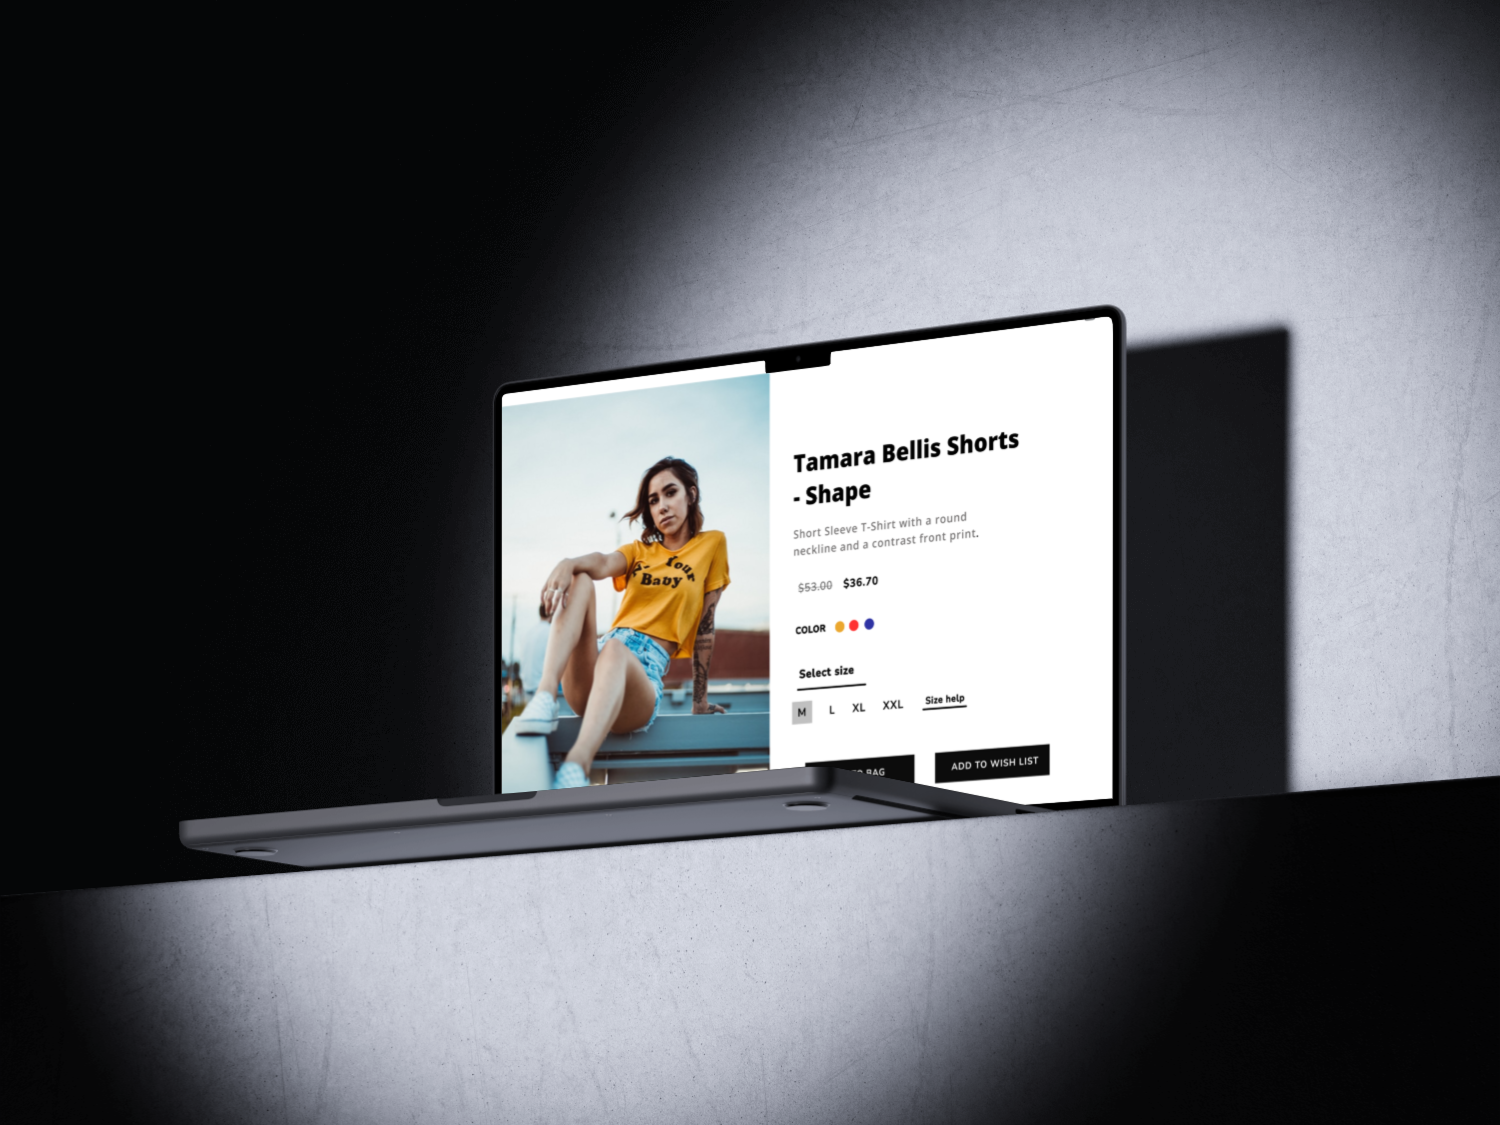 Your
Baby
Tamara Bellis Shorts
- Shape
Short Sleeve T-Shirt with a round
neckline and a contrast front print.
$53.00 $36.70
COLOR
Select size
M L XL XXL Size help
BAG
ADD TO WISH LIST